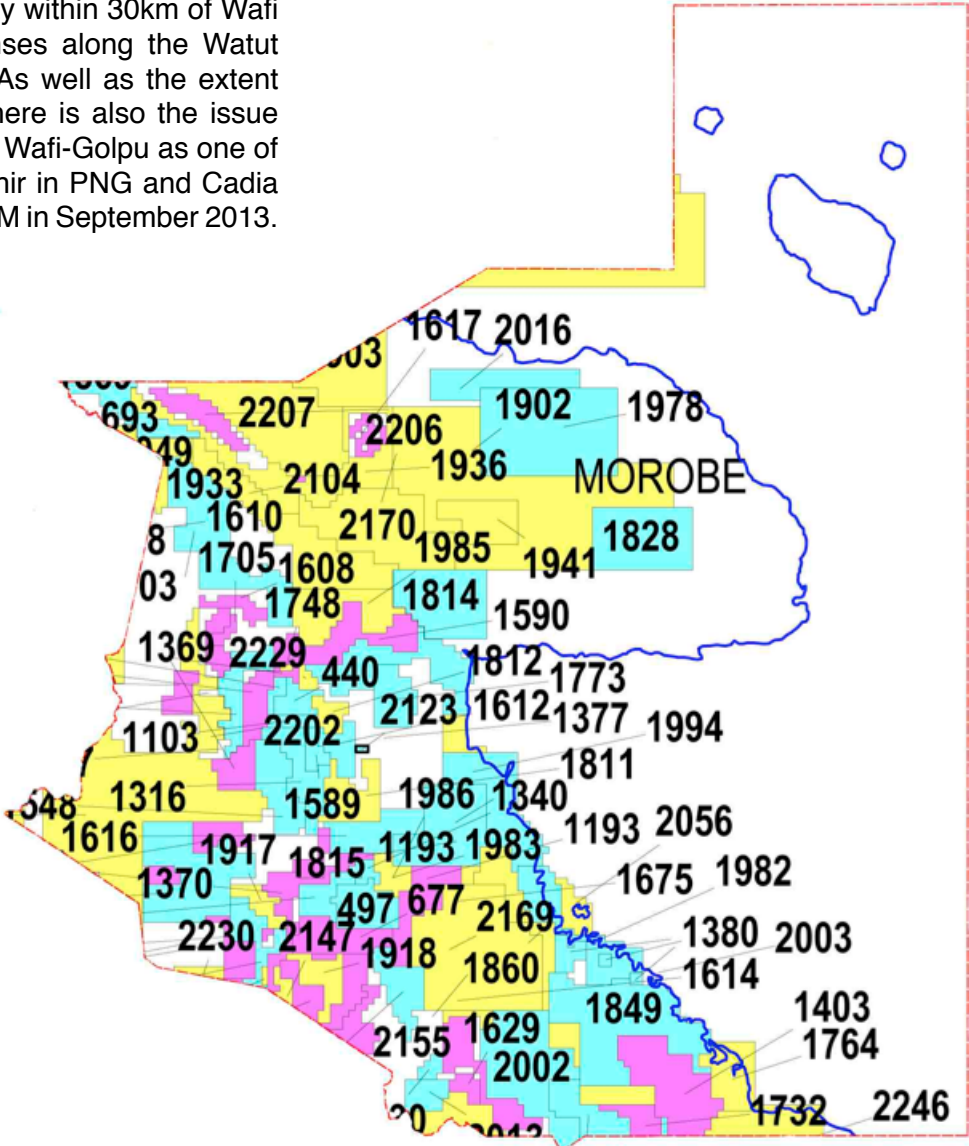 y within 30km of Wafi
ses along the Watut
As well as the extent
here is also the issue
Wafi-Golpu as one of
hir in PNG and Cadia
M in September 2013.
1617 2016
03
693 2207 1902 1978
2206
49 2104 1936
1933 MOROBE
1610 2170
8 1705 1985 1828
1608 1941
03 1748 1814
1590
1369 2229 440 1812
1773
2123 1612
1103 2202 1377 1994
1811
1316 1589 1986 1340
548
1616 1193 2056
1917 1815 1193 1983
1370 1675 1982
497 677
2230 2147 2169 1380 2003
1918 1860 1614
1849 1403
2155 1629 1764
2002
20 1732 2246